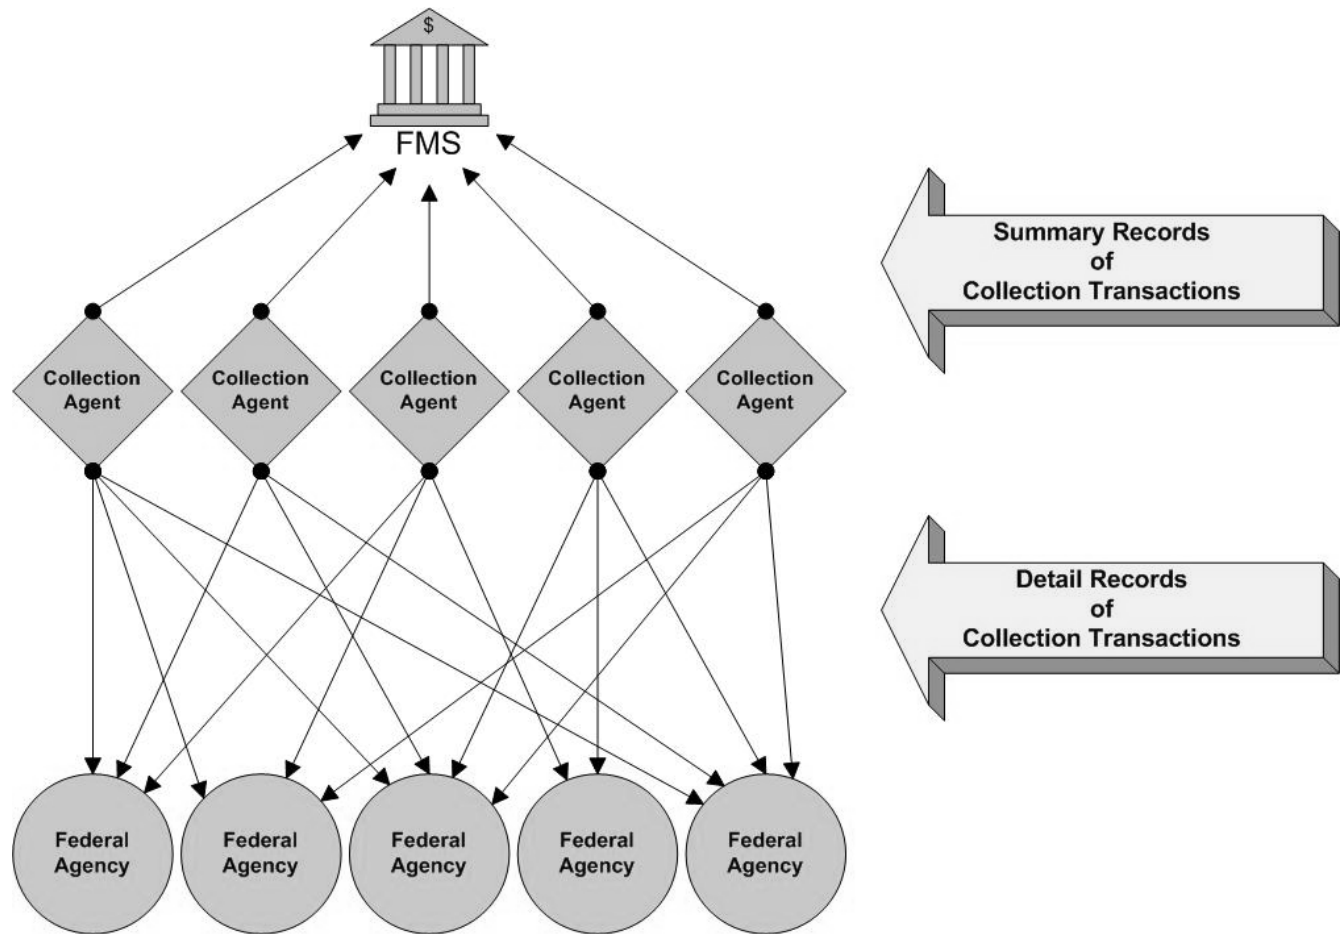 $
FMS
Summary Records
of
Collection Transactions
Collection
Agent
Collection
Agent
Collection
Agent
Collection
Agent
Collection
Agent
Detail Records
of
Collection Transactions
Federal
Agency
Federal
Agency
Federal
Agency
Federal
Agency
Federal
Agency